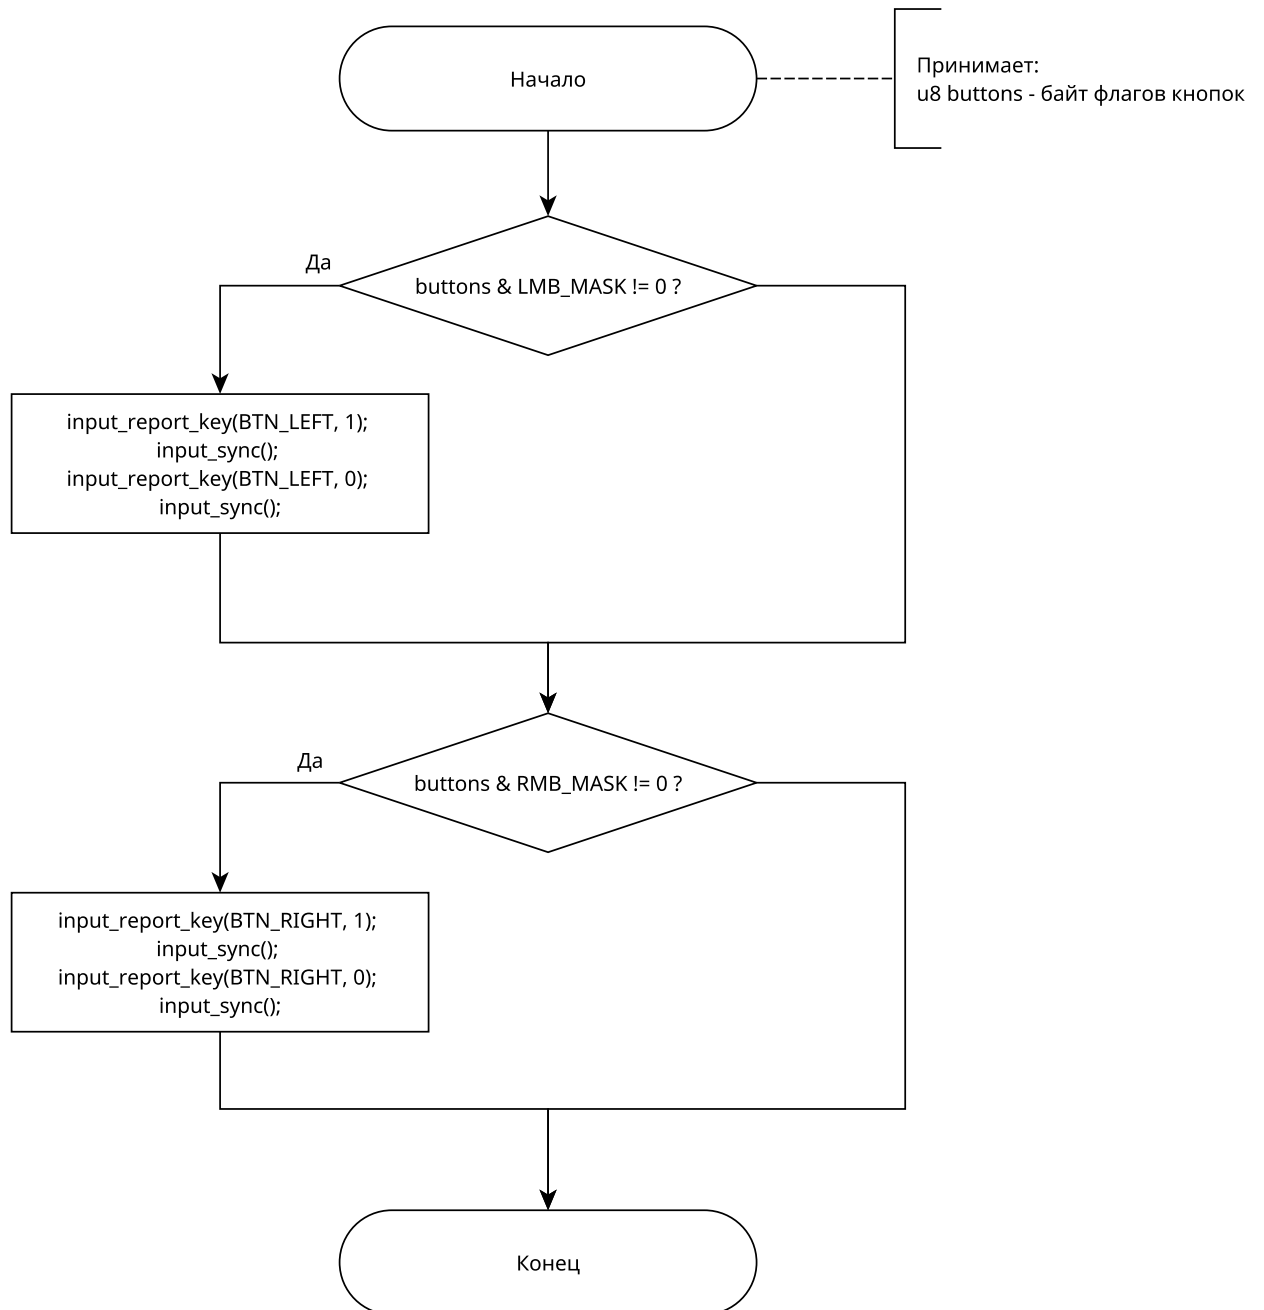 Начало
Принимает:
u8 buttons - байт флагов кнопок
Да
buttons & LMB_MASK != 0 ?
input_report_key(BTN_LEFT, 1);
input_sync();
input_report_key(BTN_LEFT, 0);
input_sync();
Да
buttons & RMB_MASK != 0 ?
input_report_key(BTN_RIGHT, 1);
input_sync();
input_report_key(BTN_RIGHT, 0);
input_sync();
Конец